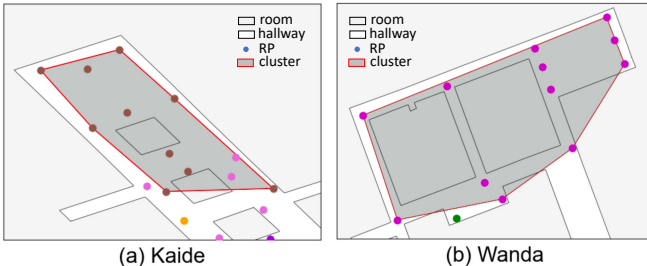 room
hallway
RP
cluster
room
hallway
RP
cluster
(a) Kaide
(b) Wanda